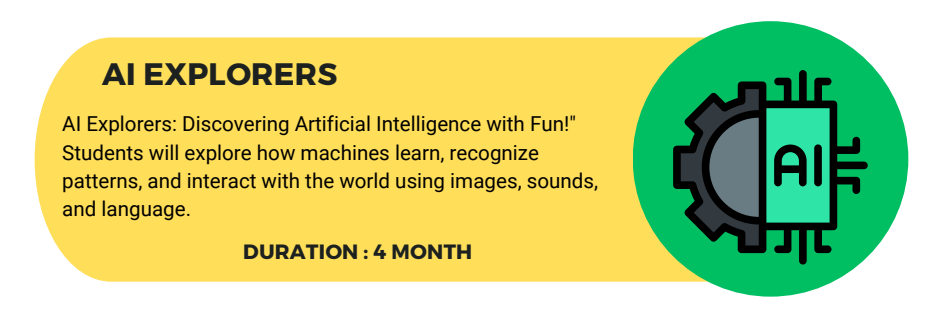 AI EXPLORERS
AI Explorers: Discovering Artificial Intelligence with Fun!"
Students will explore how machines learn, recognize
patterns, and interact with the world using images, sounds,
and language.
DURATION : 4 MONTH
AI